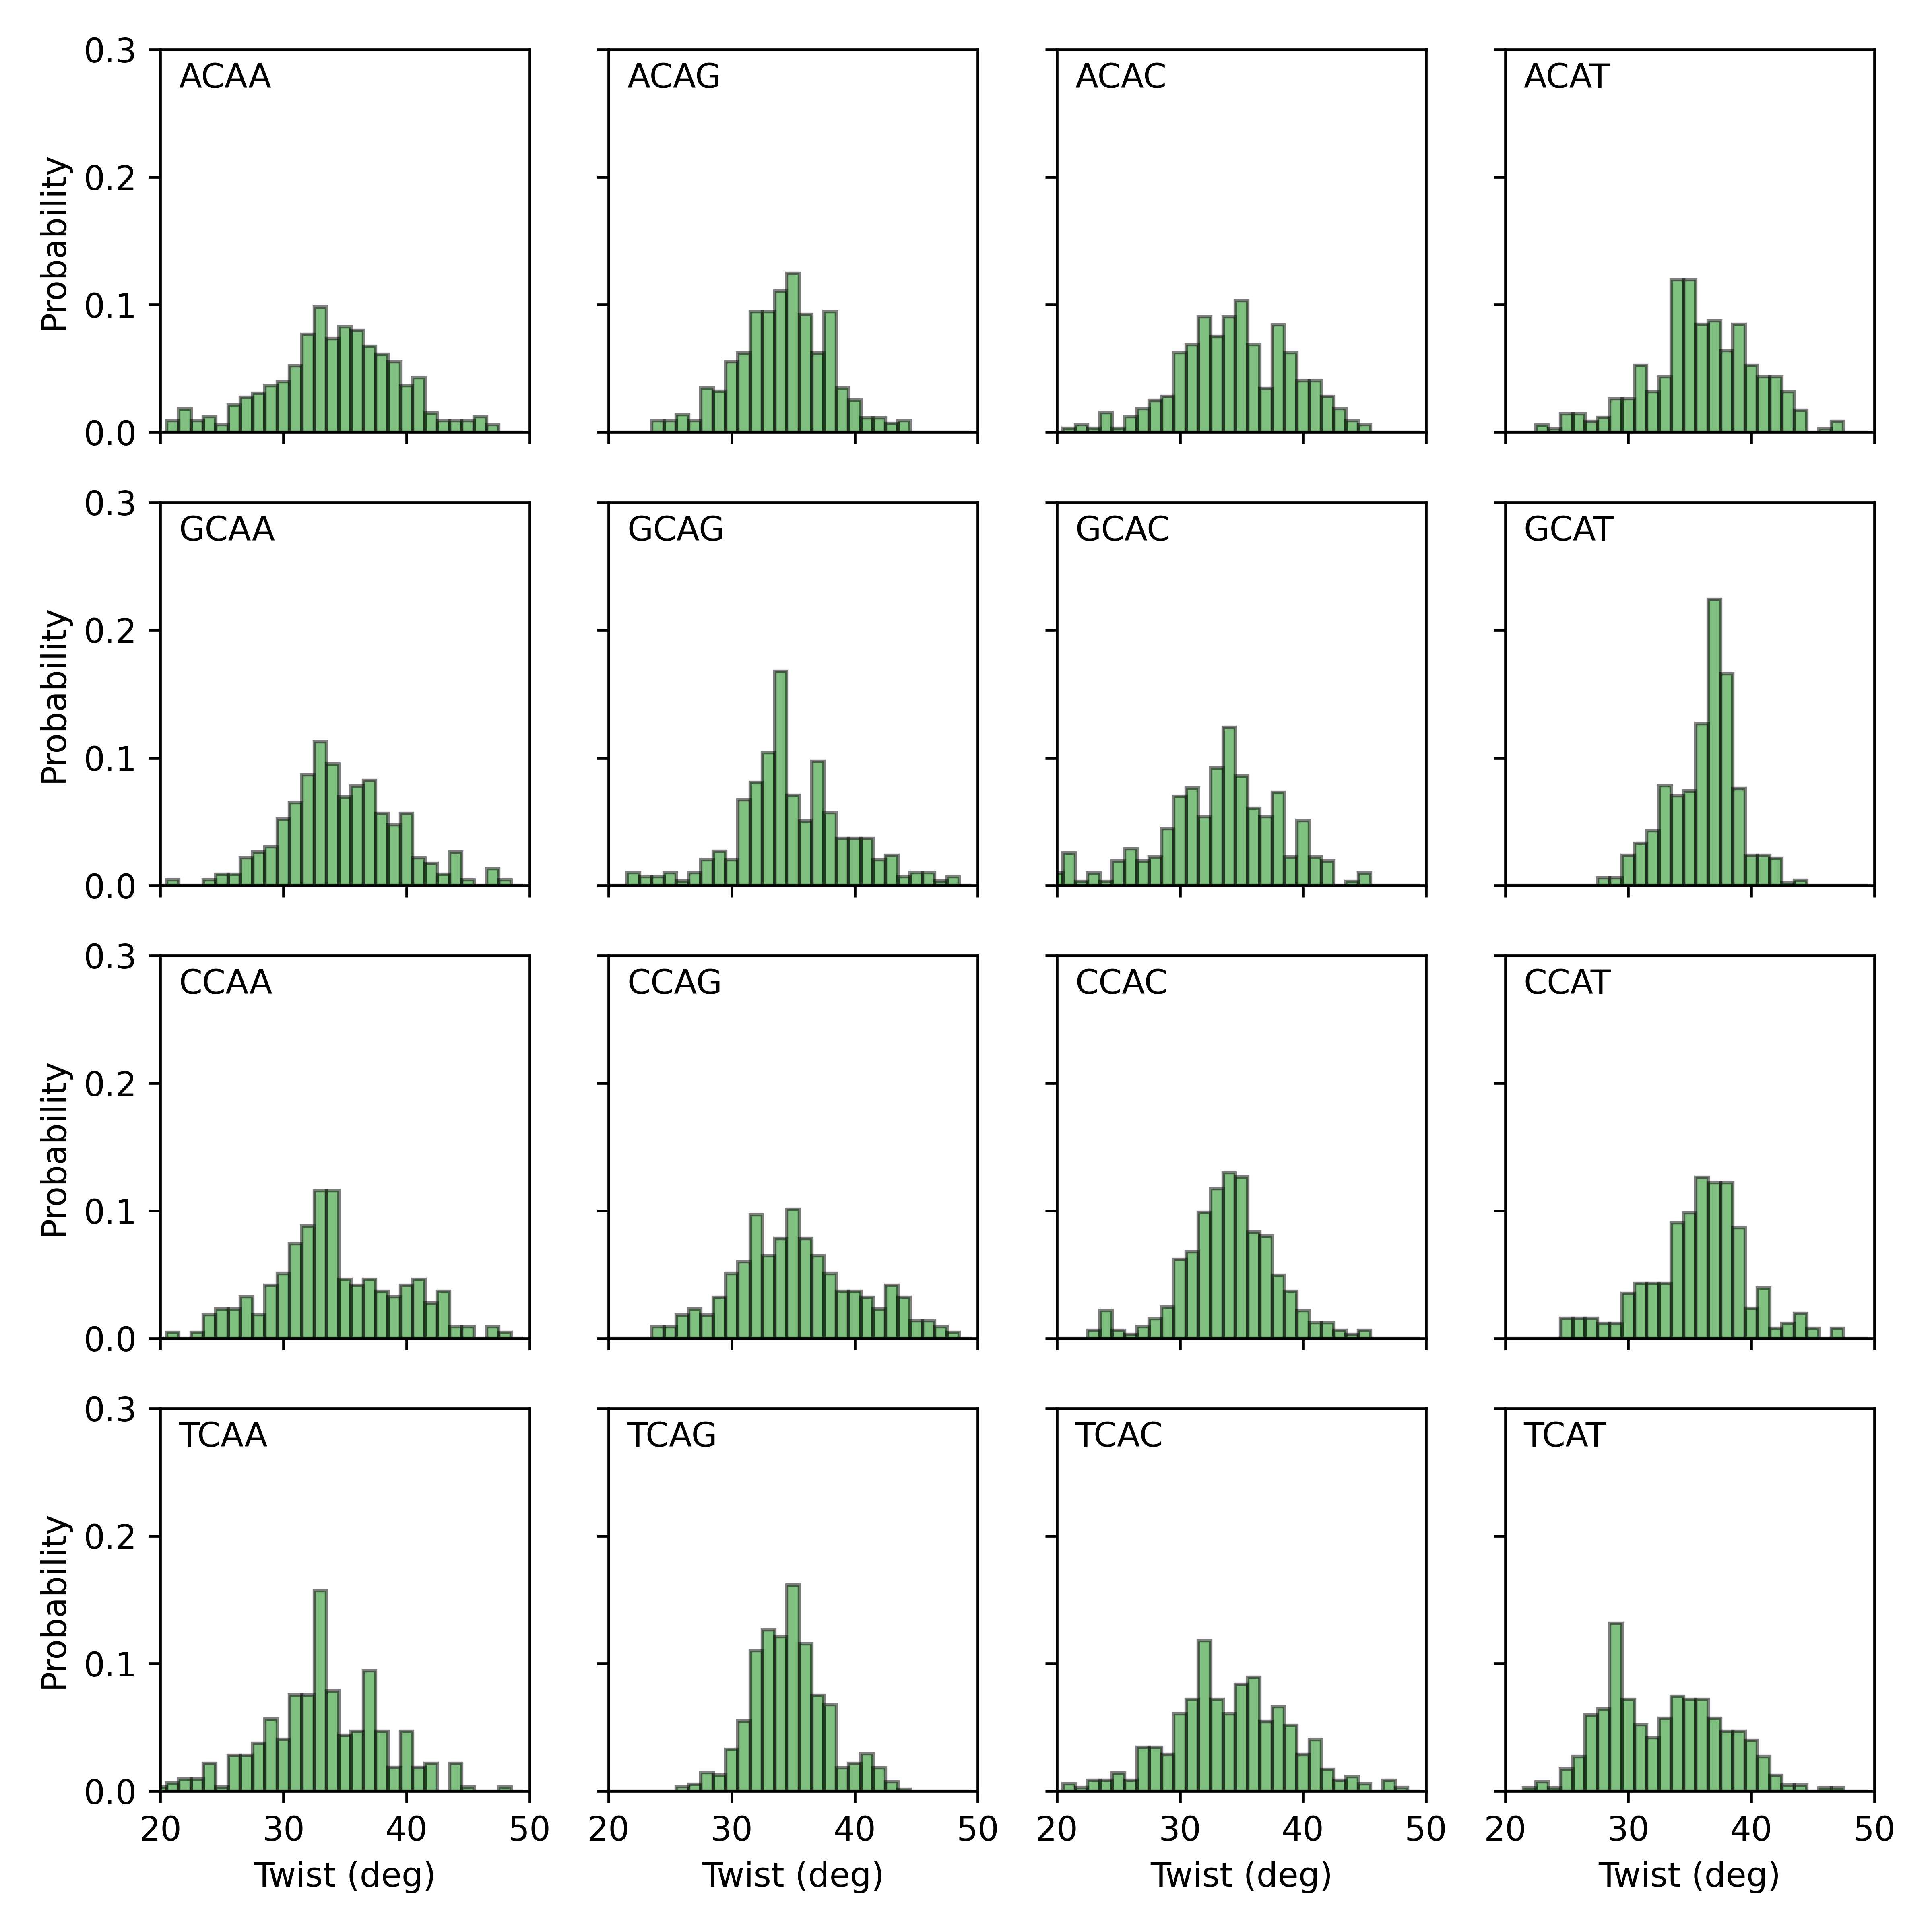 0.3
0.2
0.1
0.0
Probability
ACAA
ACAG
ACAC
ACAT
0.3
0.2
0.1
0.0
Probability
GCAA
GCAG
GCAC
GCAT
0.3
0.2
0.1
0.0
Probability
CCAA
CCAG
CCAC
CCAT
0.3
0.2
0.1
0.0
Probability
TCAA
TCAG
TCAC
TCAT
20 30 40 50
20 30 40 50
20 30 40 50
20 30 40 50
Twist (deg)
Twist (deg)
Twist (deg)
Twist (deg)